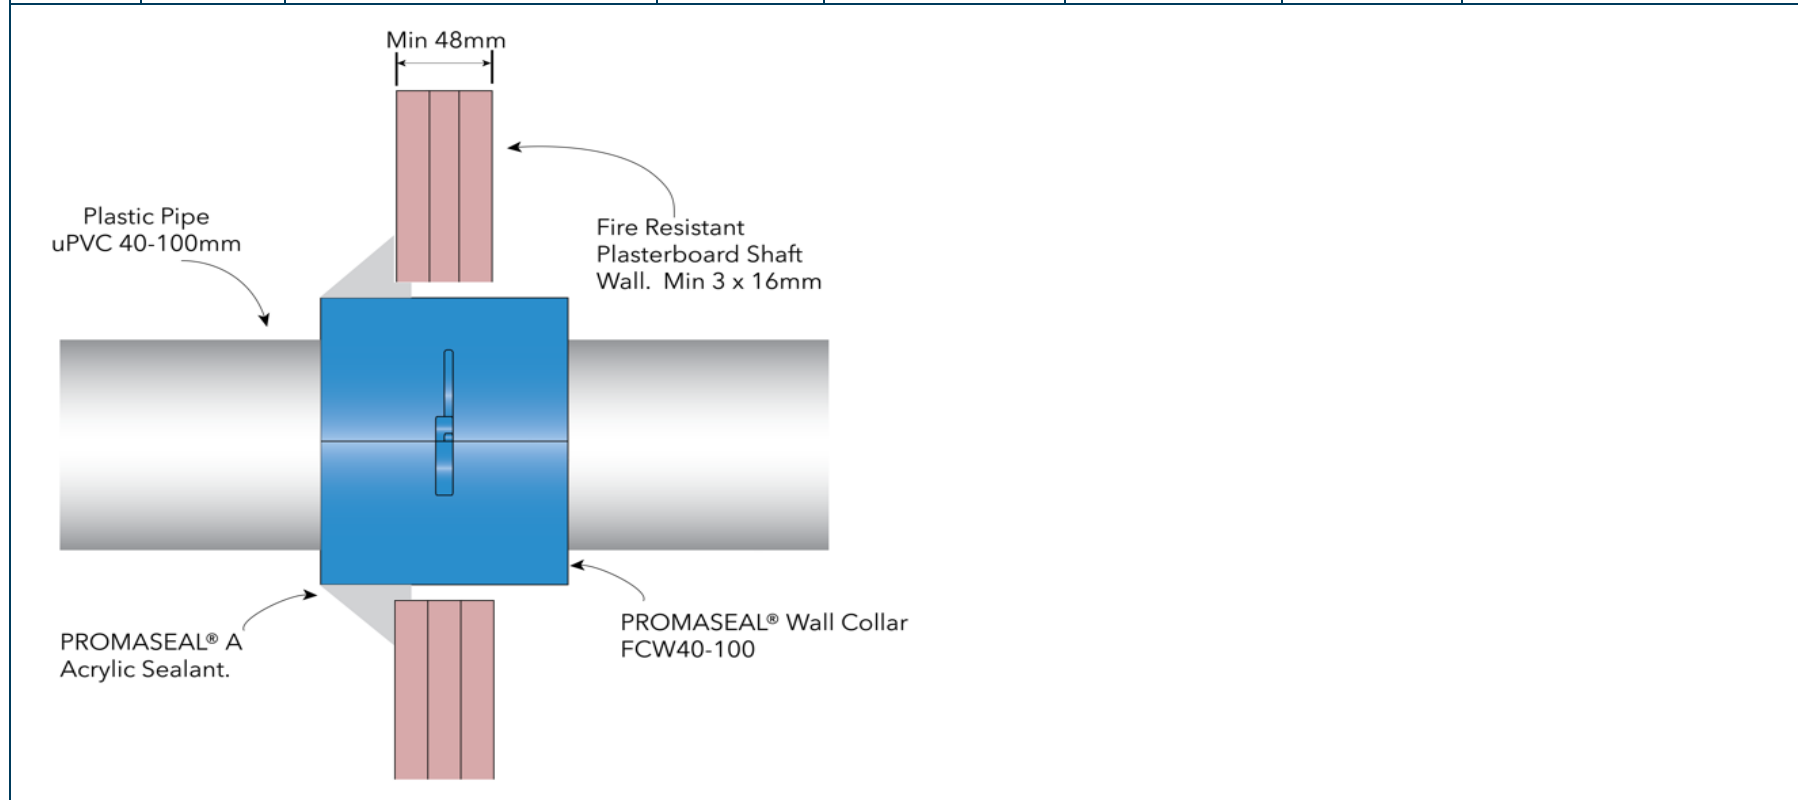 Min 48mm
Plastic Pipe
uPVC 40-100mm
Fire Resistant
Plasterboard Shaft
Wall.  Min 3 x 16mm
PROMASEAL® A
Acrylic Sealant.
PROMASEAL® Wall Collar
FCW40-100